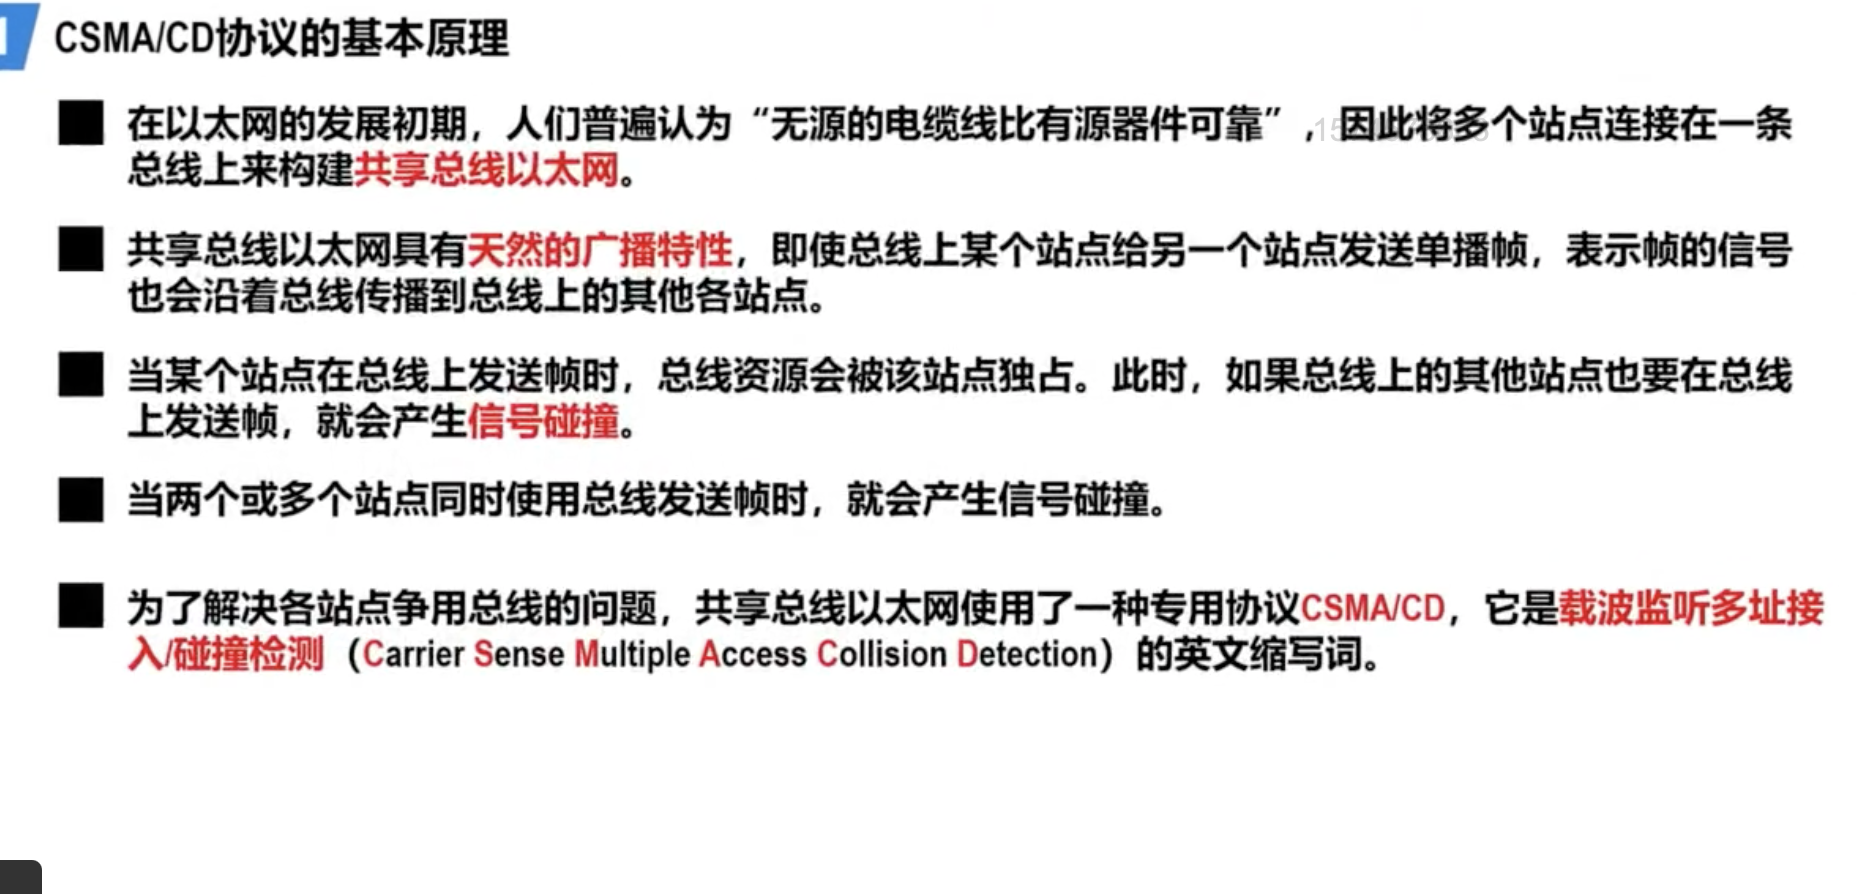 CSMA/CD协议的基本原理
在以太网的发展初期，人们普遍认为“无源的电缆线比有源器件可靠”，因此将多个站点连接在一条
总线上来构建共享总线以太网。
共享总线以太网具有天然的广播特性，即使总线上某个站点给另一个站点发送单播帧，表示帧的信号
也会沿着总线传播到总线上的其他各站点。
当某个站点在总线上发送帧时，总线资源会被该站点独占。此时，如果总线上的其他站点也要在总线
上发送帧，就会产生信号碰撞。
当两个或多个站点同时使用总线发送帧时，就会产生信号碰撞。
为了解决各站点争用总线的问题，共享总线以太网使用了一种专用协议CSMA/CD，它是载波监听多址接
入/碰撞检测（Carrier Sense Multiple Access Collision Detection）的英文缩写词。